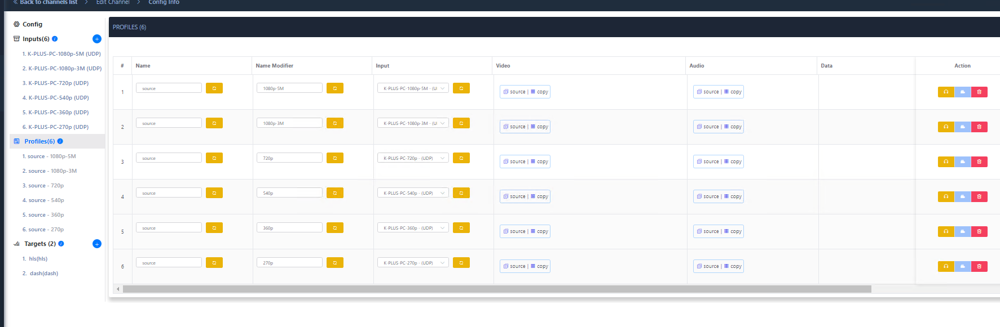 « Back to channels list > Edit Channel > Config Info
Config
Inputs(6)
1. K-PLUS-PC-1080p-5M (UDP)
2. K-PLUS-PC-1080p-3M (UDP)
3. K-PLUS-PC-720p (UDP)
4. K-PLUS-PC-540p (UDP)
5. K-PLUS-PC-360p (UDP)
6. K-PLUS-PC-270p (UDP)
Profiles(6)
1. source - 1080p-5M
2. source - 1080p-3M
3. source - 720p
4. source - 540p
5. source - 360p
6. source - 270p
Targets (2)
1. hls(hls)
2. dash(dash)
PROFILES (6)
# Name Name Modifier Input Video Audio Data Action
1 source 1080p-5M K-PLUS-PC-1080p-5M - (U source | copy source | copy
2 source 1080p-3M K-PLUS-PC-1080p-3M - (U source | copy source | copy
3 source 720p K-PLUS-PC-720p - (UDP) source | copy source | copy
4 source 540p K-PLUS-PC-540p - (UDP) source | copy source | copy
5 source 360p K-PLUS-PC-360p - (UDP) source | copy source | copy
6 source 270p K-PLUS-PC-270p - (UDP) source | copy source | copy